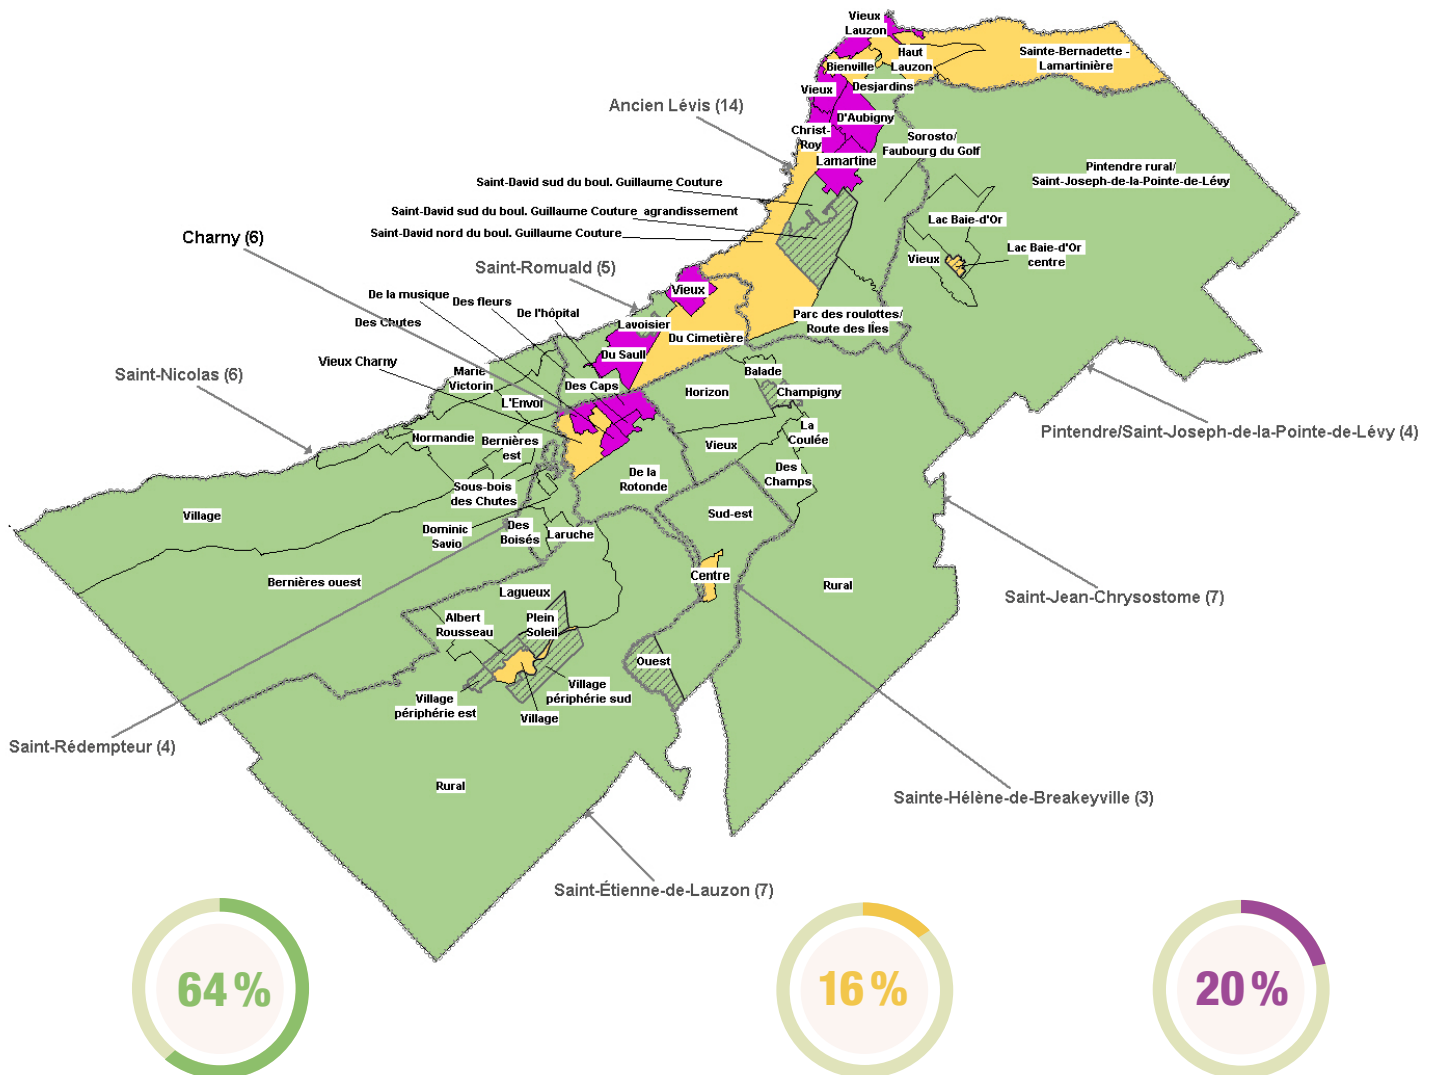 Vieux
Lauzon
Haut
Lauzon
Sainte-Bernadette -
Lamartinière
Bienville
Vieux
Desjardins
Ancien Lévis (14)
D'Aubigny
Christ-
Roy
Sorosto/
Faubourg du Golf
Lamartine
Pintendre rural/
Saint-Joseph-de-la-Pointe-de-Lévy
Saint-David sud du boul. Guillaume Couture
Saint-David sud du boul. Guillaume Couture agrandissement
Saint-David nord du boul. Guillaume Couture
Lac Baie-d'Or
Charny (6)
Lac Baie-d'Or
centre
Vieux
Saint-Romuald (5)
Vieux
De la musique
Des fleurs
De l'hôpital
Des Chutes
Lavoisier
Parc des roulottes/
Route des Îles
Du Cimetière
Du Sault
Vieux Charny
Saint-Nicolas (6)
Marie
Victorin
Des Caps
Balade
Horizon
Champigny
L'Envol
Normandie
Bernières
est
Vieux
La
Coulée
Pintendre/Saint-Joseph-de-la-Pointe-de-Lévy (4)
De la
Rotonde
Des
Champs
Sous-bois
des Chutes
Village
Sud-est
Dominic
Savio
Des
Boisés
Laruche
Bernières ouest
Centre
Rural
Saint-Jean-Chrysostome (7)
Lagueux
Albert
Rousseau
Plein
Soleil
Ouest
Village
périphérie sud
Village
périphérie est
Village
Saint-Rédempteur (4)
Rural
Sainte-Hélène-de-Breakeyville (3)
Saint-Étienne-de-Lauzon (7)
64 %
16 %
20 %